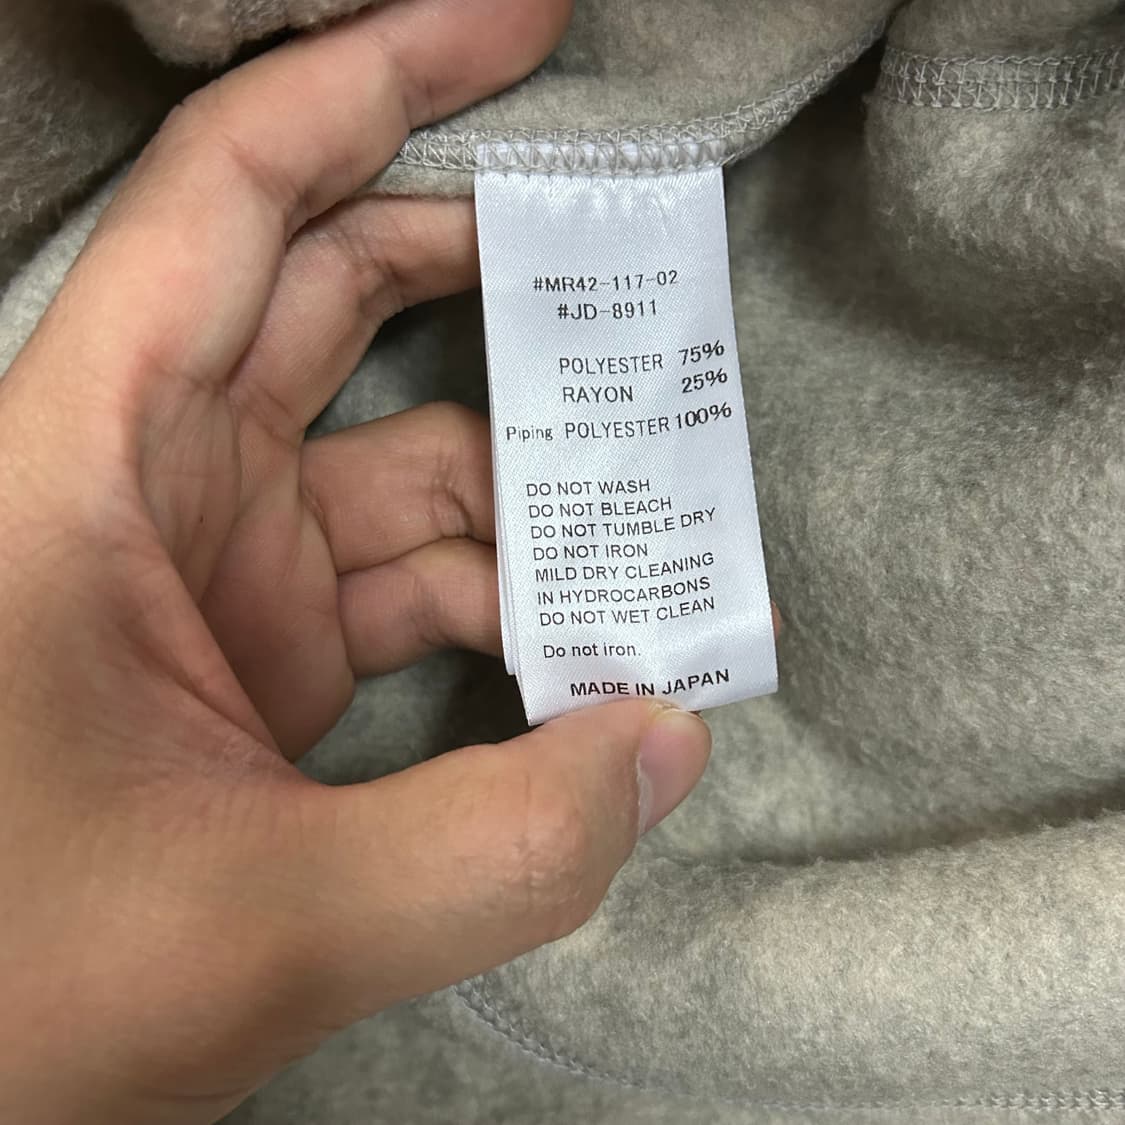 #MR42-117-02
#JD-8911
POLYESTER 75%
RAYON 25%
Piping POLYESTER 100%
DO NOT WASH
DO NOT BLEACH
DO NOT TUMBLE DRY
DO NOT IRON
MILD DRY CLEANING
IN HYDROCARBONS
DO NOT WET CLEAN
Do not iron.
MADE IN JAPAN